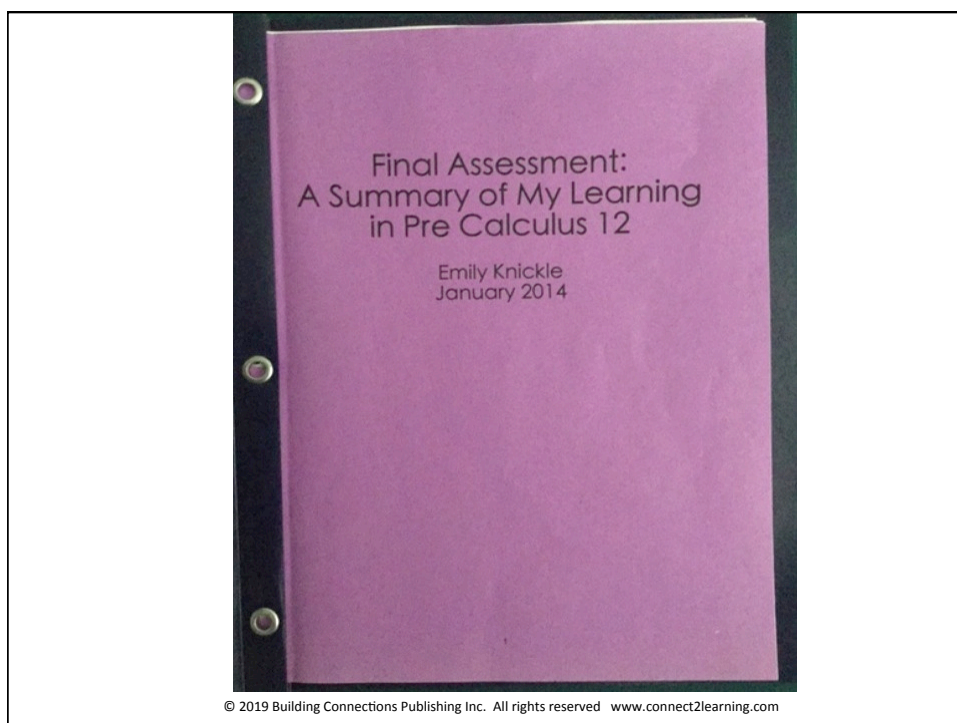 Final Assessment:
A Summary of My Learning
in Pre Calculus 12
Emily Knickle
January 2014
© 2019 Building Connections Publishing Inc. All rights reserved www.connect2learning.com